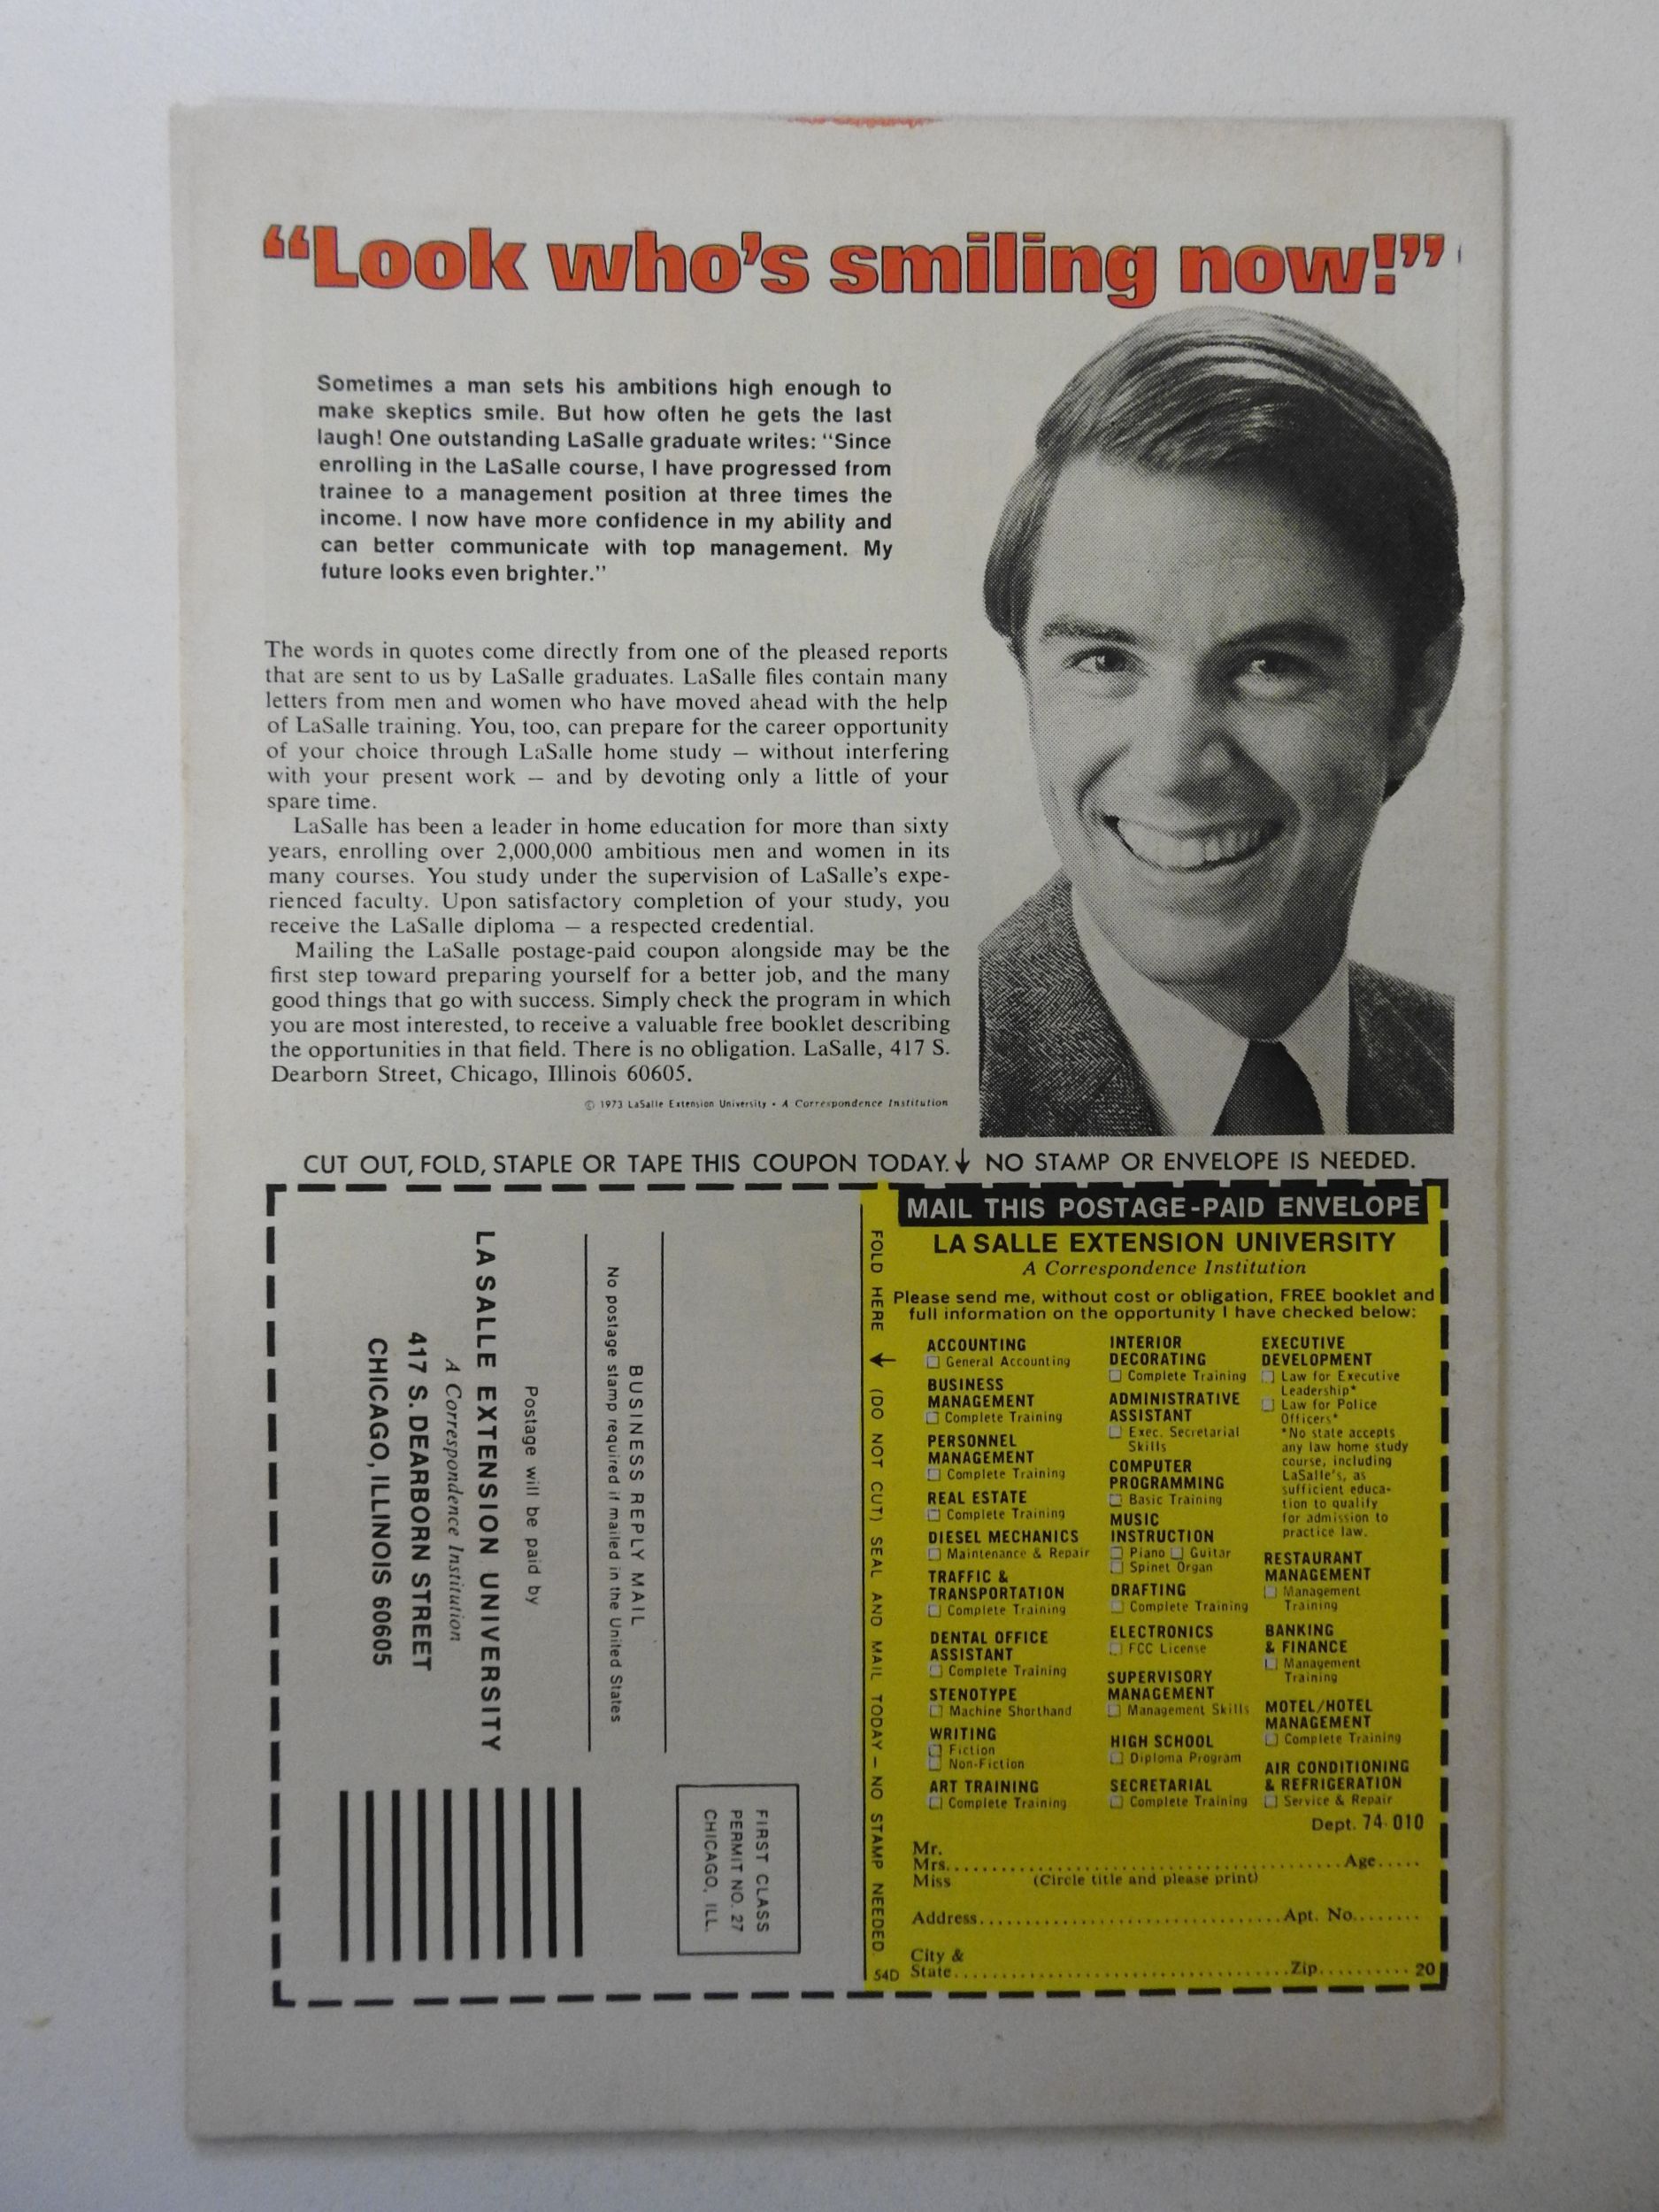 “Look who’s smiling now!”
Sometimes a man sets his ambitions high enough to
make skeptics smile. But how often he gets the last
laugh! One outstanding LaSalle graduate writes: “Since
enrolling in the LaSalle course, I have progressed from
trainee to a management position at three times the
income. I now have more confidence in my ability and
can better communicate with top management. My
future looks even brighter.”
The words in quotes come directly from one of the pleased reports
that are sent to us by LaSalle graduates. LaSalle files contain many
letters from men and women who have moved ahead with the help
of LaSalle training. You, too, can prepare for the career opportunity
of your choice through LaSalle home study — without interfering
with your present work — and by devoting only a little of your
spare time.
LaSalle has been a leader in home education for more than sixty
years, enrolling over 2,000,000 ambitious men and women in its
many courses. You study under the supervision of LaSalle's expe-
rienced faculty. Upon satisfactory completion of your study, you
receive the LaSalle diploma — a respected credential.
Mailing the LaSalle postage-paid coupon alongside may be the
first step toward preparing yourself for a better job, and the many
good things that go with success. Simply check the program in which
you are most interested, to receive a valuable free booklet describing
the opportunities in that field. There is no obligation. LaSalle, 417 S.
Dearborn Street, Chicago, Illinois 60605.
© 1973 LaSalle Extension University • A Correspondence Institution
CUT OUT, FOLD, STAPLE OR TAPE THIS COUPON TODAY.↓ NO STAMP OR ENVELOPE IS NEEDED.
FIRST CLASS
PERMIT NO. 27
CHICAGO, ILL.
BUSINESS REPLY MAIL
No postage stamp required if mailed in the United States
Postage will be paid by
LA SALLE EXTENSION UNIVERSITY
A Correspondence Institution
417 S. DEARBORN STREET
CHICAGO, ILLINOIS 60605
FOLD HERE ↓ (DO NOT CUT) SEAL AND MAIL TODAY — NO STAMP NEEDED.
MAIL THIS POSTAGE-PAID ENVELOPE
LA SALLE EXTENSION UNIVERSITY
A Correspondence Institution
Please send me, without cost or obligation, FREE booklet and
full information on the opportunity I have checked below:
ACCOUNTING
☐ General Accounting
BUSINESS
MANAGEMENT
☐ Complete Training
PERSONNEL
MANAGEMENT
☐ Complete Training
REAL ESTATE
☐ Complete Training
DIESEL MECHANICS
☐ Maintenance & Repair
TRAFFIC &
TRANSPORTATION
☐ Complete Training
DENTAL OFFICE
ASSISTANT
☐ Complete Training
STENOTYPE
☐ Machine Shorthand
WRITING
☐ Fiction
☐ Non-Fiction
ART TRAINING
☐ Complete Training
INTERIOR
DECORATING
☐ Complete Training
ADMINISTRATIVE
ASSISTANT
☐ Exec. Secretarial
Skills
COMPUTER
PROGRAMMING
☐ Basic Training
MUSIC
INSTRUCTION
☐ Piano ☐ Guitar
☐ Spinet Organ
DRAFTING
☐ Complete Training
ELECTRONICS
☐ FCC License
SUPERVISORY
MANAGEMENT
☐ Management Skills
HIGH SCHOOL
☐ Diploma Program
SECRETARIAL
☐ Complete Training
EXECUTIVE
DEVELOPMENT
☐ Law for Executive
Leadership*
☐ Law for Police
Officers*
*No state accepts
any law home study
course, including
LaSalle's, as
sufficient educa-
tion to qualify
for admission to
practice law.
RESTAURANT
MANAGEMENT
☐ Management
Training
BANKING
& FINANCE
☐ Management
Training
MOTEL/HOTEL
MANAGEMENT
☐ Complete Training
AIR CONDITIONING
& REFRIGERATION
☐ Service & Repair
Dept. 74-010
Mr.
Mrs. Age
Miss (Circle title and please print)
Address Apt. No.
City &
State Zip 20
54D